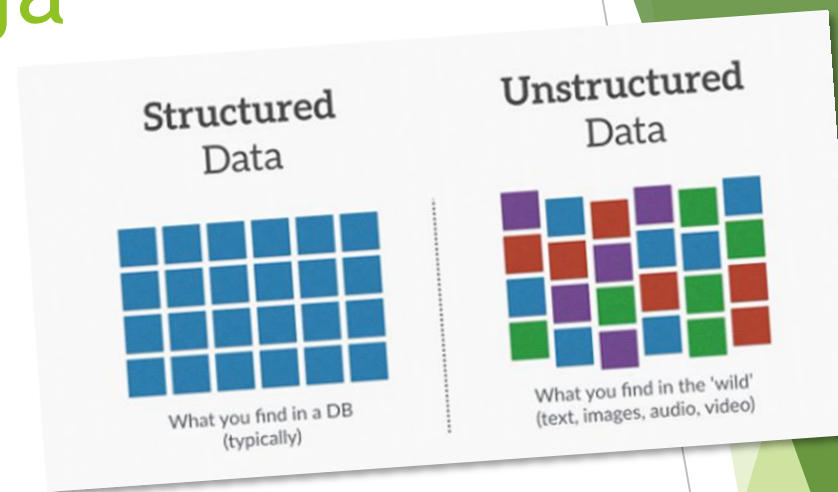 Structured
Data
What you find in a DB
(typically)
Unstructured
Data
What you find in the 'wild'
(text, images, audio, video)